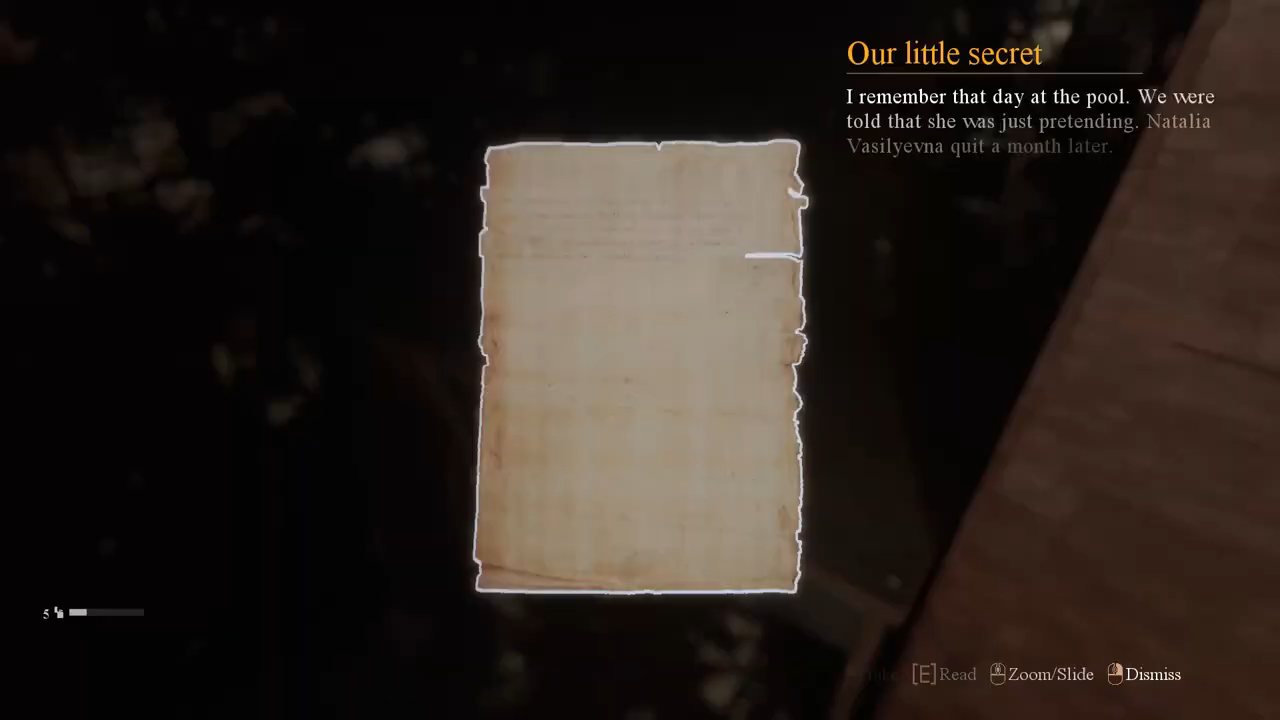 Our little secret
I remember that day at the pool. We were
told that she was just pretending. Natalia
Vasilyevna quit a month later.
5
[E]Read Zoom/Slide Dismiss